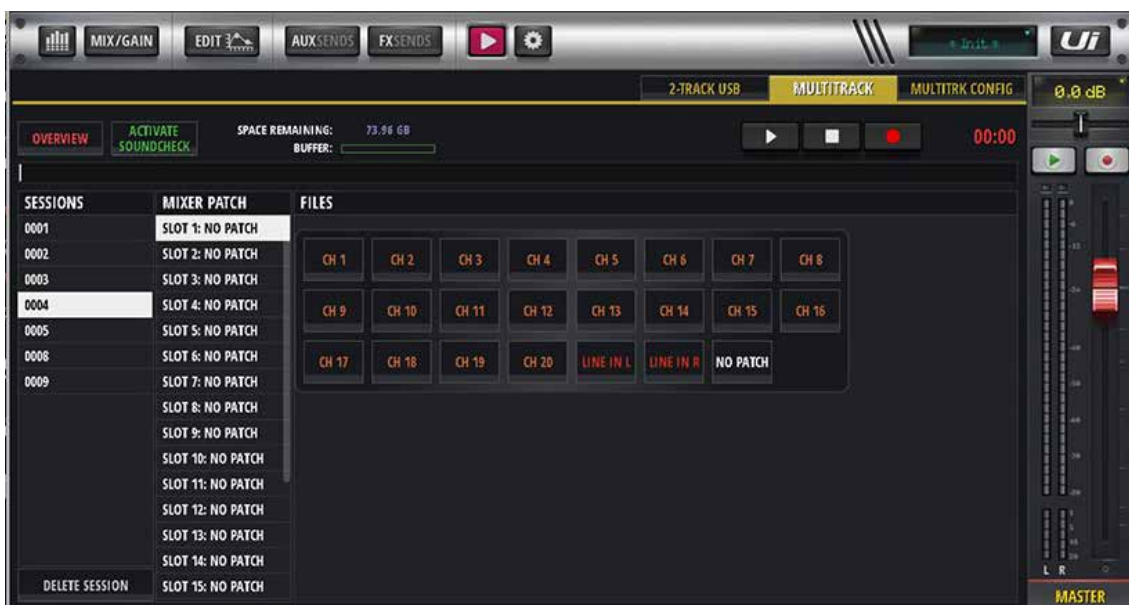 MIX/GAIN EDIT AUXSENDS FXSENDS * Init * Ui
2-TRACK USB MULTITRACK MULTITRK CONFIG 0.0 dB
OVERVIEW ACTIVATE SOUNDCHECK SPACE REMAINING: 73.96 GB BUFFER: 00:00
SESSIONS MIXER PATCH FILES
0001 SLOT 1: NO PATCH
0002 SLOT 2: NO PATCH
0003 SLOT 3: NO PATCH
0004 SLOT 4: NO PATCH
0005 SLOT 5: NO PATCH
0008 SLOT 6: NO PATCH
0009 SLOT 7: NO PATCH
SLOT 8: NO PATCH
SLOT 9: NO PATCH
SLOT 10: NO PATCH
SLOT 11: NO PATCH
SLOT 12: NO PATCH
SLOT 13: NO PATCH
SLOT 14: NO PATCH
SLOT 15: NO PATCH
CH 1 CH 2 CH 3 CH 4 CH 5 CH 6 CH 7 CH 8
CH 9 CH 10 CH 11 CH 12 CH 13 CH 14 CH 15 CH 16
CH 17 CH 18 CH 19 CH 20 LINE IN L LINE IN R NO PATCH
DELETE SESSION
L R
MASTER